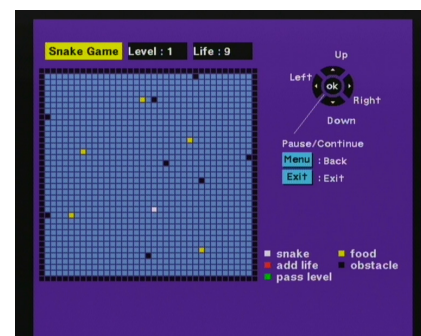 Snake Game Level : 1 Life : 9
Up
Left
ok
Right
Down
Pause/Continue
Menu : Back
Exit : Exit
snake food
add life obstacle
pass level